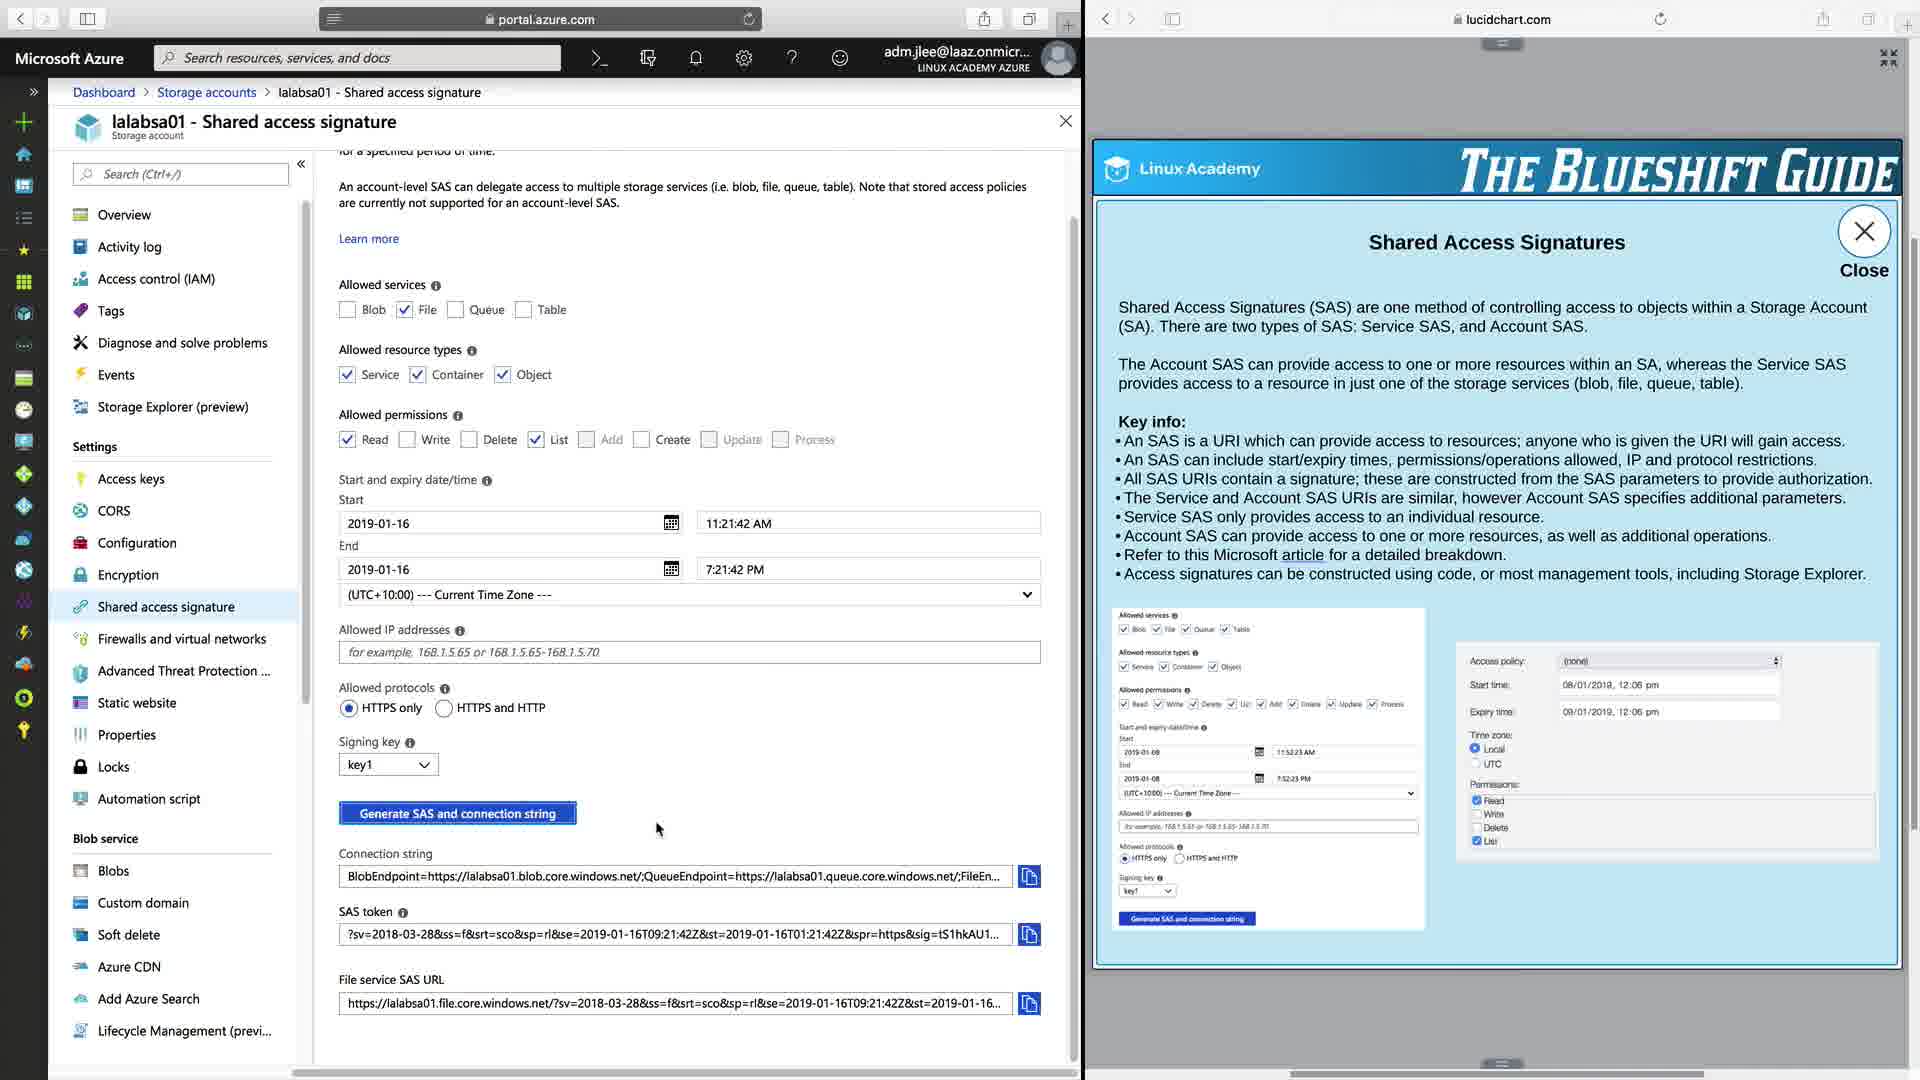 portal.azure.com
Microsoft Azure
Search resources, services, and docs
adm.jlee@laaz.onmicr...
LINUX ACADEMY AZURE
Dashboard > Storage accounts > lalabsa01 - Shared access signature
lalabsa01 - Shared access signature
Storage account
Search (Ctrl+/)
Overview
Activity log
Access control (IAM)
Tags
Diagnose and solve problems
Events
Storage Explorer (preview)
Settings
Access keys
CORS
Configuration
Encryption
Shared access signature
Firewalls and virtual networks
Advanced Threat Protection ...
Static website
Properties
Locks
Automation script
Blob service
Blobs
Custom domain
Soft delete
Azure CDN
Add Azure Search
Lifecycle Management (previ...
for a specified period of time.
An account-level SAS can delegate access to multiple storage services (i.e. blob, file, queue, table). Note that stored access policies
are currently not supported for an account-level SAS.
Learn more
Allowed services
Blob File Queue Table
Allowed resource types
Service Container Object
Allowed permissions
Read Write Delete List Add Create Update Process
Start and expiry date/time
Start
2019-01-16 11:21:42 AM
End
2019-01-16 7:21:42 PM
(UTC+10:00) --- Current Time Zone ---
Allowed IP addresses
for example, 168.1.5.65 or 168.1.5.65-168.1.5.70
Allowed protocols
HTTPS only HTTPS and HTTP
Signing key
key1
Generate SAS and connection string
Connection string
BlobEndpoint=https://lalabsa01.blob.core.windows.net/;QueueEndpoint=https://lalabsa01.queue.core.windows.net/;FileEn...
SAS token
?sv=2018-03-28&ss=f&srt=sco&sp=rl&se=2019-01-16T09:21:42Z&st=2019-01-16T01:21:42Z&spr=https&sig=tS1hkAU1...
File service SAS URL
https://lalabsa01.file.core.windows.net/?sv=2018-03-28&ss=f&srt=sco&sp=rl&se=2019-01-16T09:21:42Z&st=2019-01-16...
lucidchart.com
Linux Academy
THE BLUESHIFT GUIDE
Shared Access Signatures
Close
Shared Access Signatures (SAS) are one method of controlling access to objects within a Storage Account
(SA). There are two types of SAS: Service SAS, and Account SAS.
The Account SAS can provide access to one or more resources within an SA, whereas the Service SAS
provides access to a resource in just one of the storage services (blob, file, queue, table).
Key info:
• An SAS is a URI which can provide access to resources; anyone who is given the URI will gain access.
• An SAS can include start/expiry times, permissions/operations allowed, IP and protocol restrictions.
• All SAS URIs contain a signature; these are constructed from the SAS parameters to provide authorization.
• The Service and Account SAS URIs are similar, however Account SAS specifies additional parameters.
• Service SAS only provides access to an individual resource.
• Account SAS can provide access to one or more resources, as well as additional operations.
• Refer to this Microsoft article for a detailed breakdown.
• Access signatures can be constructed using code, or most management tools, including Storage Explorer.
Allowed services
Blob File Queue Table
Allowed resource types
Service Container Object
Allowed permissions
Read Write Delete List Add Create Update Process
Start and expiry date/time
Start
2019-01-08 11:52:23 AM
End
2019-01-08 7:52:23 PM
(UTC+10:00) --- Current Time Zone ---
Allowed IP addresses
for example, 168.1.5.65 or 168.1.5.65-168.1.5.70
Allowed protocols
HTTPS only HTTPS and HTTP
Signing key
key1
Generate SAS and connection string
Access policy: (none)
Start time: 08/01/2019, 12:06 pm
Expiry time: 09/01/2019, 12:06 pm
Time zone:
Local
UTC
Permissions:
Read
Write
Delete
List